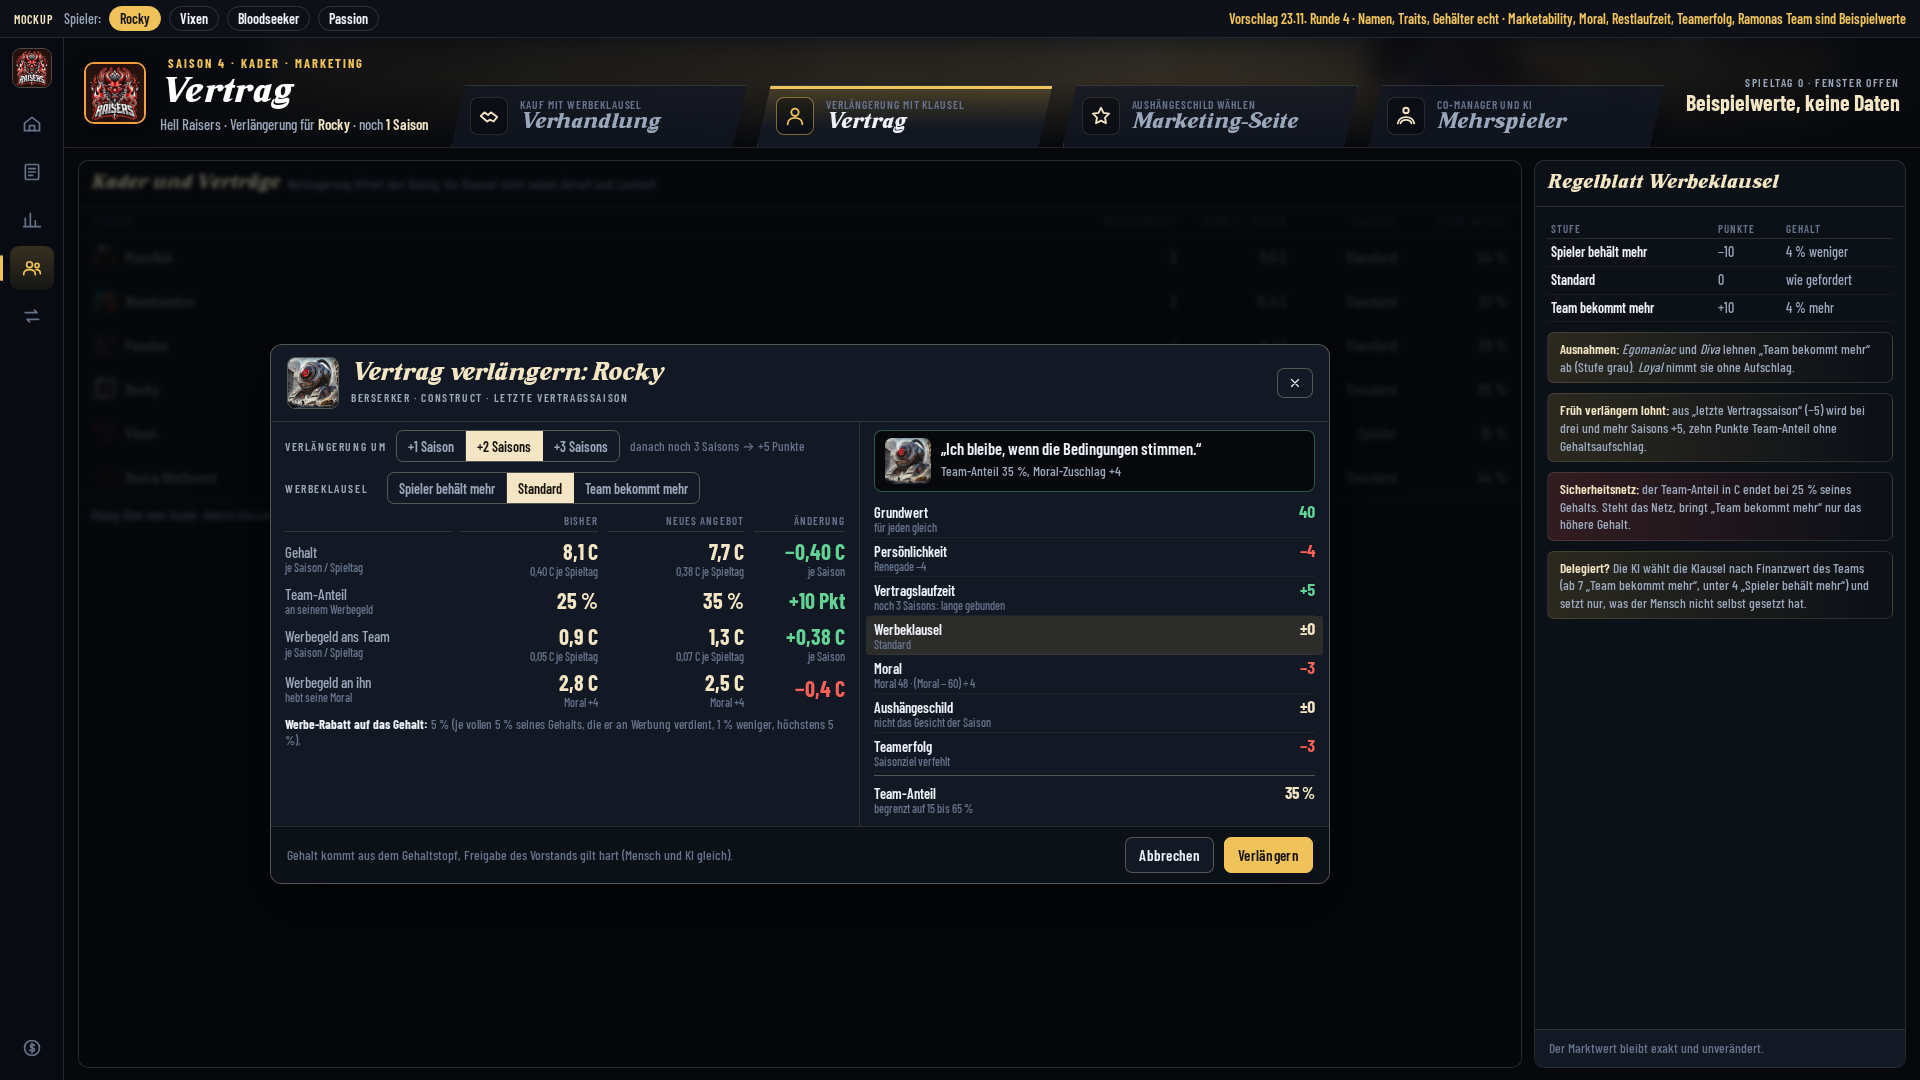 MOCKUP Spieler: Rocky Vixen Bloodseeker Passion
Vorschlag 23.11. Runde 4 · Namen, Traits, Gehälter echt · Marketability, Moral, Restlaufzeit, Teamerfolg, Ramonas Team sind Beispielwerte
RAISERS
RAISERS
SAISON 4 · KADER · MARKETING
Vertrag
Hell Raisers · Verlängerung für Rocky · noch 1 Saison
KAUF MIT WERBEKLAUSEL
Verhandlung
VERLÄNGERUNG MIT KLAUSEL
Vertrag
AUSHÄNGESCHILD WÄHLEN
Marketing-Seite
CO-MANAGER UND KI
Mehrspieler
SPIELTAG 0 · FENSTER OFFEN
Beispielwerte, keine Daten
Kader und Verträge
Vertrag verlängern: Rocky
BERSERKER · CONSTRUCT · LETZTE VERTRAGSSAISON
VERLÄNGERUNG UM +1 Saison +2 Saisons +3 Saisons danach noch 3 Saisons → +5 Punkte
WERBEKLAUSEL Spieler behält mehr Standard Team bekommt mehr
BISHER NEUES ANGEBOT ÄNDERUNG
Gehalt 8,1 C 7,7 C −0,40 C
je Saison / Spieltag 0,40 C je Spieltag 0,38 C je Spieltag je Saison
Team-Anteil 25 % 35 % +10 Pkt
an seinem Werbegeld
Werbegeld ans Team 0,9 C 1,3 C +0,38 C
je Saison / Spieltag 0,05 C je Spieltag 0,07 C je Spieltag je Saison
Werbegeld an ihn 2,8 C 2,5 C −0,4 C
hebt seine Moral Moral +4 Moral +4
Werbe-Rabatt auf das Gehalt: 5 % (je vollen 5 % seines Gehalts, die er an Werbung verdient, 1 % weniger, höchstens 5
%).
„Ich bleibe, wenn die Bedingungen stimmen.“
Team-Anteil 35 %, Moral-Zuschlag +4
Grundwert 40
für jeden gleich
Persönlichkeit −4
Renegade −4
Vertragslaufzeit +5
noch 3 Saisons: lange gebunden
Werbeklausel ±0
Standard
Moral −3
Moral 48 · (Moral − 60) ÷ 4
Aushängeschild ±0
nicht das Gesicht der Saison
Teamerfolg −3
Saisonziel verfehlt
Team-Anteil 35 %
begrenzt auf 15 bis 65 %
Gehalt kommt aus dem Gehaltstopf, Freigabe des Vorstands gilt hart (Mensch und KI gleich).
Abbrechen Verlängern
Regelblatt Werbeklausel
STUFE PUNKTE GEHALT
Spieler behält mehr −10 4 % weniger
Standard 0 wie gefordert
Team bekommt mehr +10 4 % mehr
Ausnahmen: Egomaniac und Diva lehnen „Team bekommt mehr“
ab (Stufe grau). Loyal nimmt sie ohne Aufschlag.
Früh verlängern lohnt: aus „letzte Vertragssaison“ (−5) wird bei
drei und mehr Saisons +5, zehn Punkte Team-Anteil ohne
Gehaltsaufschlag.
Sicherheitsnetz: der Team-Anteil in C endet bei 25 % seines
Gehalts. Steht das Netz, bringt „Team bekommt mehr“ nur das
höhere Gehalt.
Delegiert? Die KI wählt die Klausel nach Finanzwert des Teams
(ab 7 „Team bekommt mehr“, unter 4 „Spieler behält mehr“) und
setzt nur, was der Mensch nicht selbst gesetzt hat.
Der Marktwert bleibt exakt und unverändert.